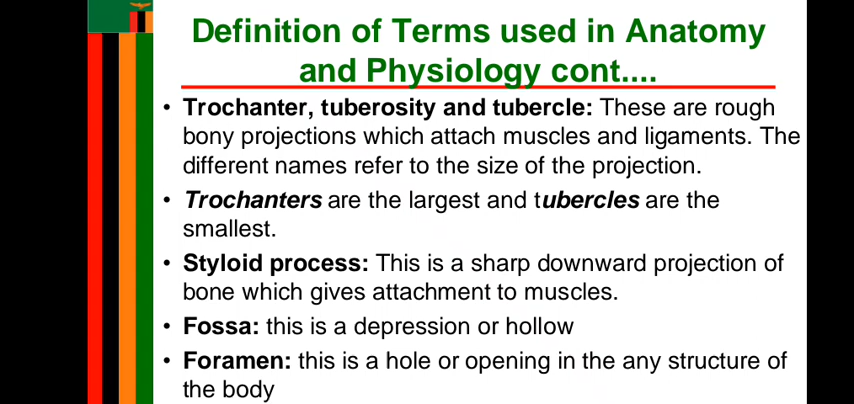 Definition of Terms used in Anatomy
and Physiology cont....
• Trochanter, tuberosity and tubercle: These are rough
bony projections which attach muscles and ligaments. The
different names refer to the size of the projection.
• Trochanters are the largest and tubercles are the
smallest.
• Styloid process: This is a sharp downward projection of
bone which gives attachment to muscles.
• Fossa: this is a depression or hollow
• Foramen: this is a hole or opening in the any structure of
the body